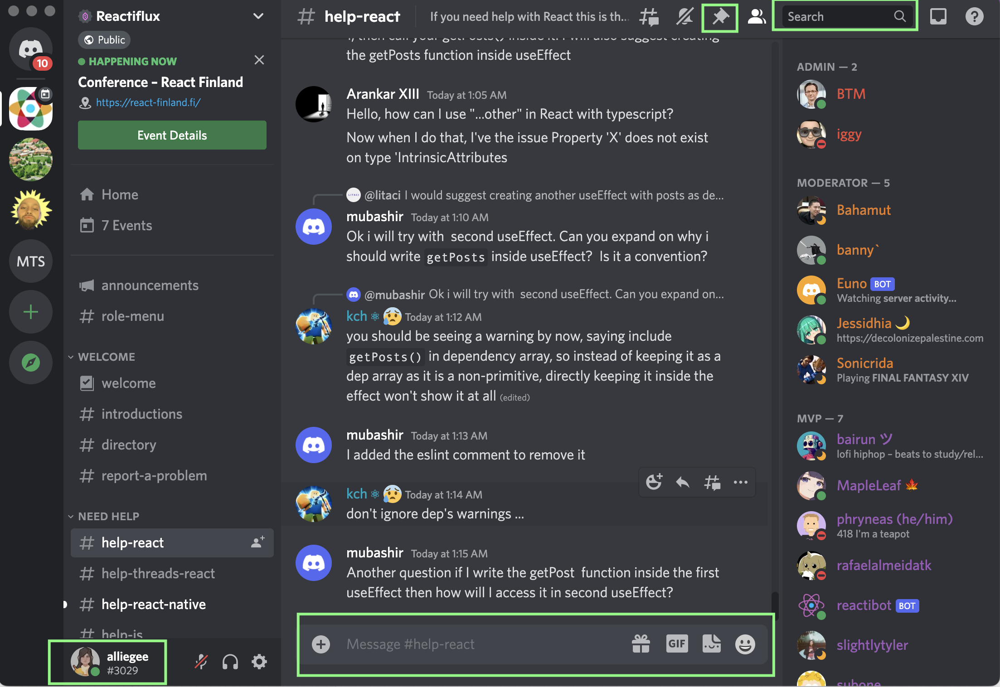 Reactiflux
Public
HAPPENING NOW
Conference – React Finland
https://react-finland.fi/
Event Details
Home
7 Events
announcements
role-menu
WELCOME
welcome
introductions
directory
report-a-problem
NEED HELP
help-react
help-threads-react
help-react-native
help-js
alliegee
#3029
10
MTS
help-react
If you need help with React this is th...
Search
the getPosts function inside useEffect
Arankar XIII Today at 1:05 AM
Hello, how can I use "...other" in React with typescript?
Now when I do that, I've the issue Property 'X' does not exist
on type 'IntrinsicAttributes
LITACI @litaci I would suggest creating another useEffect with posts as de...
mubashir Today at 1:10 AM
Ok i will try with second useEffect. Can you expand on why i
should write getPosts inside useEffect? Is it a convention?
@mubashir Ok i will try with second useEffect. Can you expand on...
kch ⚛ 😰 Today at 1:12 AM
you should be seeing a warning by now, saying include
getPosts() in dependency array, so instead of keeping it as a
dep array as it is a non-primitive, directly keeping it inside the
effect won't show it at all (edited)
mubashir Today at 1:13 AM
I added the eslint comment to remove it
kch ⚛ 😰 Today at 1:14 AM
don't ignore dep's warnings ...
mubashir Today at 1:15 AM
Another question if I write the getPost function inside the first
useEffect then how will I access it in second useEffect?
Message #help-react
GIF
ADMIN — 2
BTM
iggy
MODERATOR — 5
Bahamut
banny`
Euno BOT
Watching server activity...
Jessidhia 🌙
https://decolonizepalestine.com
Sonicrida
Playing FINAL FANTASY XIV
MVP — 7
bairun ツ
lofi hiphop – beats to study/rel...
MapleLeaf 🍁
phryneas (he/him)
418 I'm a teapot
rafaelalmeidatk
reactibot BOT
slightlytyler
subone